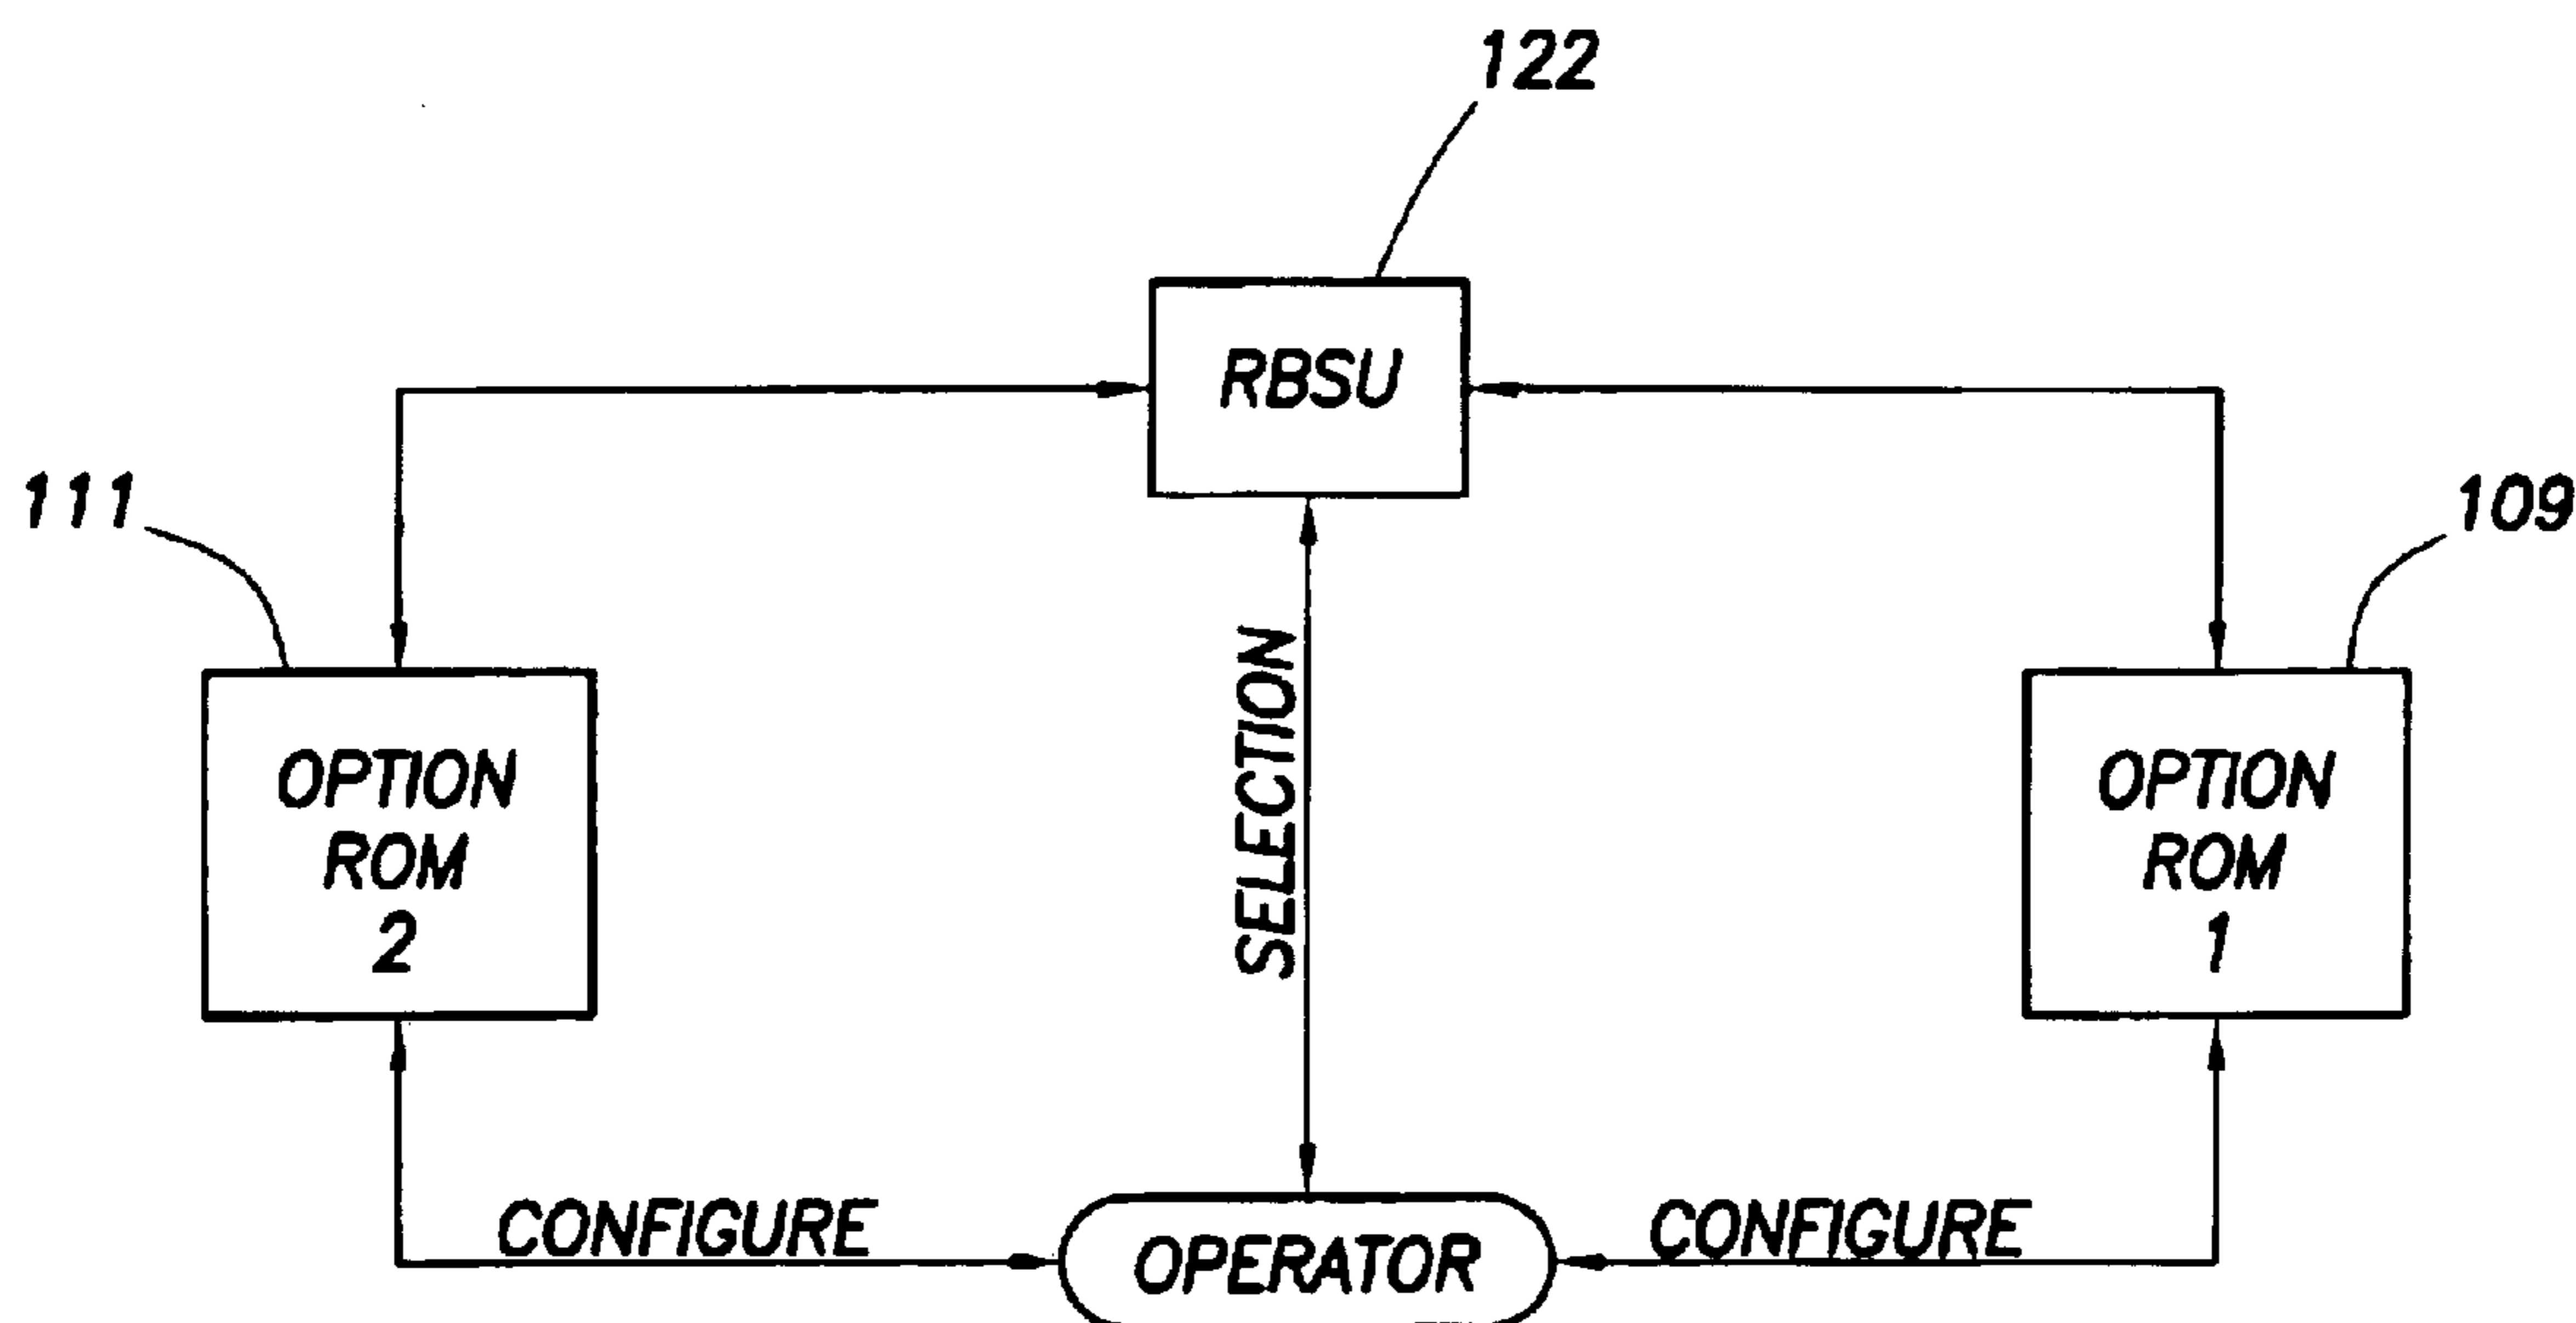 122
RBSU
111
109
OPTION
ROM
2
SELECTION
OPTION
ROM
1
CONFIGURE
OPERATOR
CONFIGURE